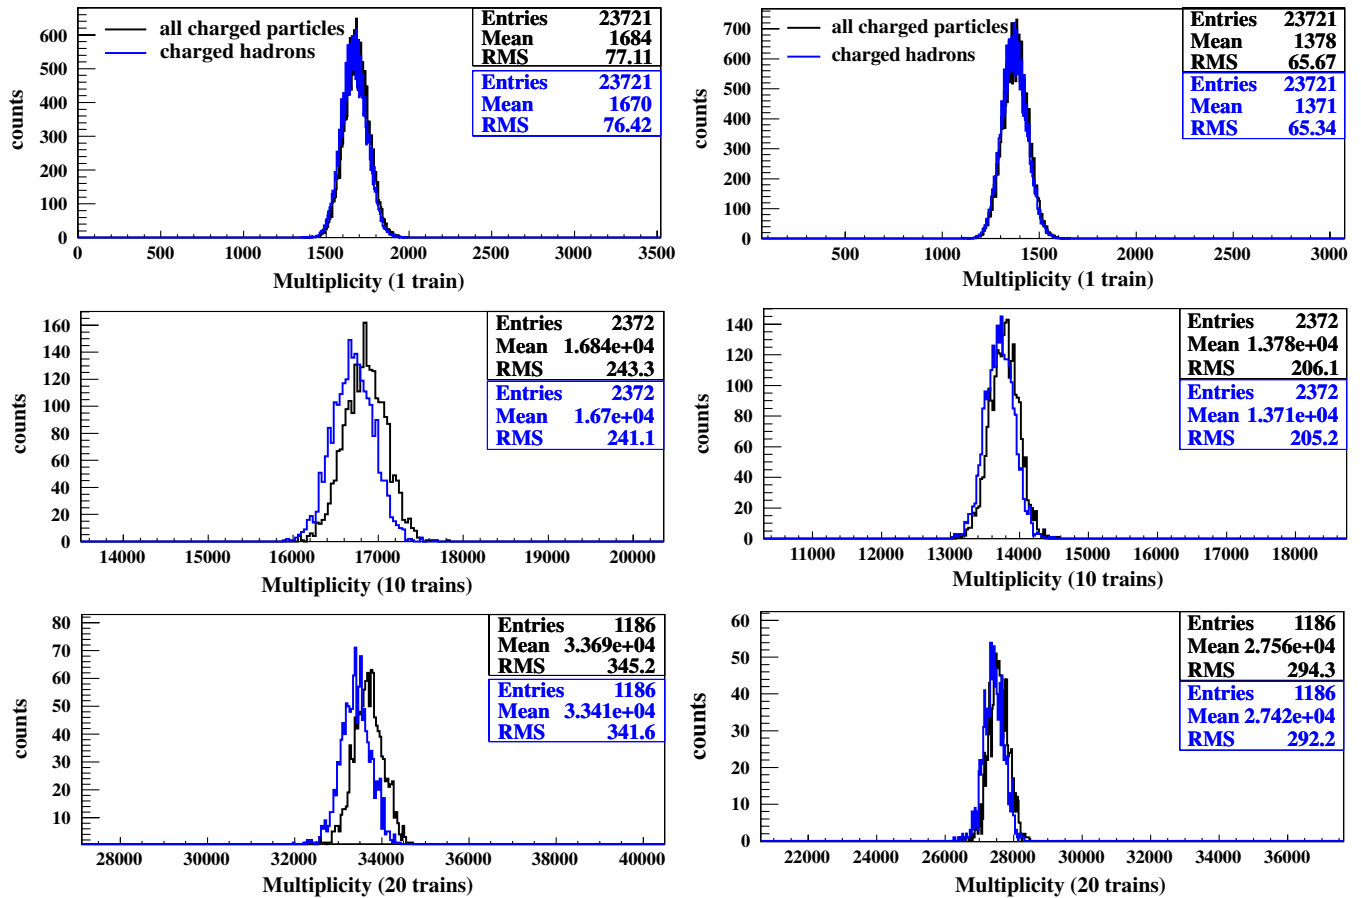 all charged particles
charged hadrons
Entries 23721
Mean 1684
RMS 77.11
Entries 23721
Mean 1670
RMS 76.42
counts
600
500
400
300
200
100
0
0 500 1000 1500 2000 2500 3000 3500
Multiplicity (1 train)
all charged particles
charged hadrons
Entries 23721
Mean 1378
RMS 65.67
Entries 23721
Mean 1371
RMS 65.34
counts
700
600
500
400
300
200
100
0
500 1000 1500 2000 2500 3000
Multiplicity (1 train)
Entries 2372
Mean 1.684e+04
RMS 243.3
Entries 2372
Mean 1.67e+04
RMS 241.1
counts
160
140
120
100
80
60
40
20
0
14000 15000 16000 17000 18000 19000 20000
Multiplicity (10 trains)
Entries 2372
Mean 1.378e+04
RMS 206.1
Entries 2372
Mean 1.371e+04
RMS 205.2
counts
140
120
100
80
60
40
20
0
11000 12000 13000 14000 15000 16000 17000 18000
Multiplicity (10 trains)
Entries 1186
Mean 3.369e+04
RMS 345.2
Entries 1186
Mean 3.341e+04
RMS 341.6
counts
80
70
60
50
40
30
20
10
28000 30000 32000 34000 36000 38000 40000
Multiplicity (20 trains)
Entries 1186
Mean 2.756e+04
RMS 294.3
Entries 1186
Mean 2.742e+04
RMS 292.2
counts
60
50
40
30
20
10
0
22000 24000 26000 28000 30000 32000 34000 36000
Multiplicity (20 trains)